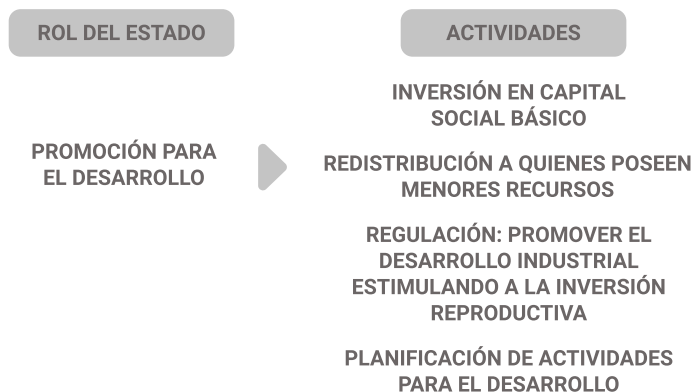 ROL DEL ESTADO
ACTIVIDADES
PROMOCIÓN PARA
EL DESARROLLO
INVERSIÓN EN CAPITAL
SOCIAL BÁSICO
REDISTRIBUCIÓN A QUIENES POSEEN
MENORES RECURSOS
REGULACIÓN: PROMOVER EL
DESARROLLO INDUSTRIAL
ESTIMULANDO A LA INVERSIÓN
REPRODUCTIVA
PLANIFICACIÓN DE ACTIVIDADES
PARA EL DESARROLLO